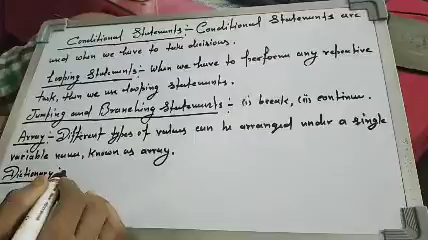 Conditional Statements:- Conditional Statements are
used when we have to take decisions.
Looping Statements:- When we have to perform any repeative
task, then we use looping statements.
Jumping and Branching Statements:- (i) break, (ii) continue.
Array:- Different types of values can be arranged under a single
variable name, known as array.
Dictionary: